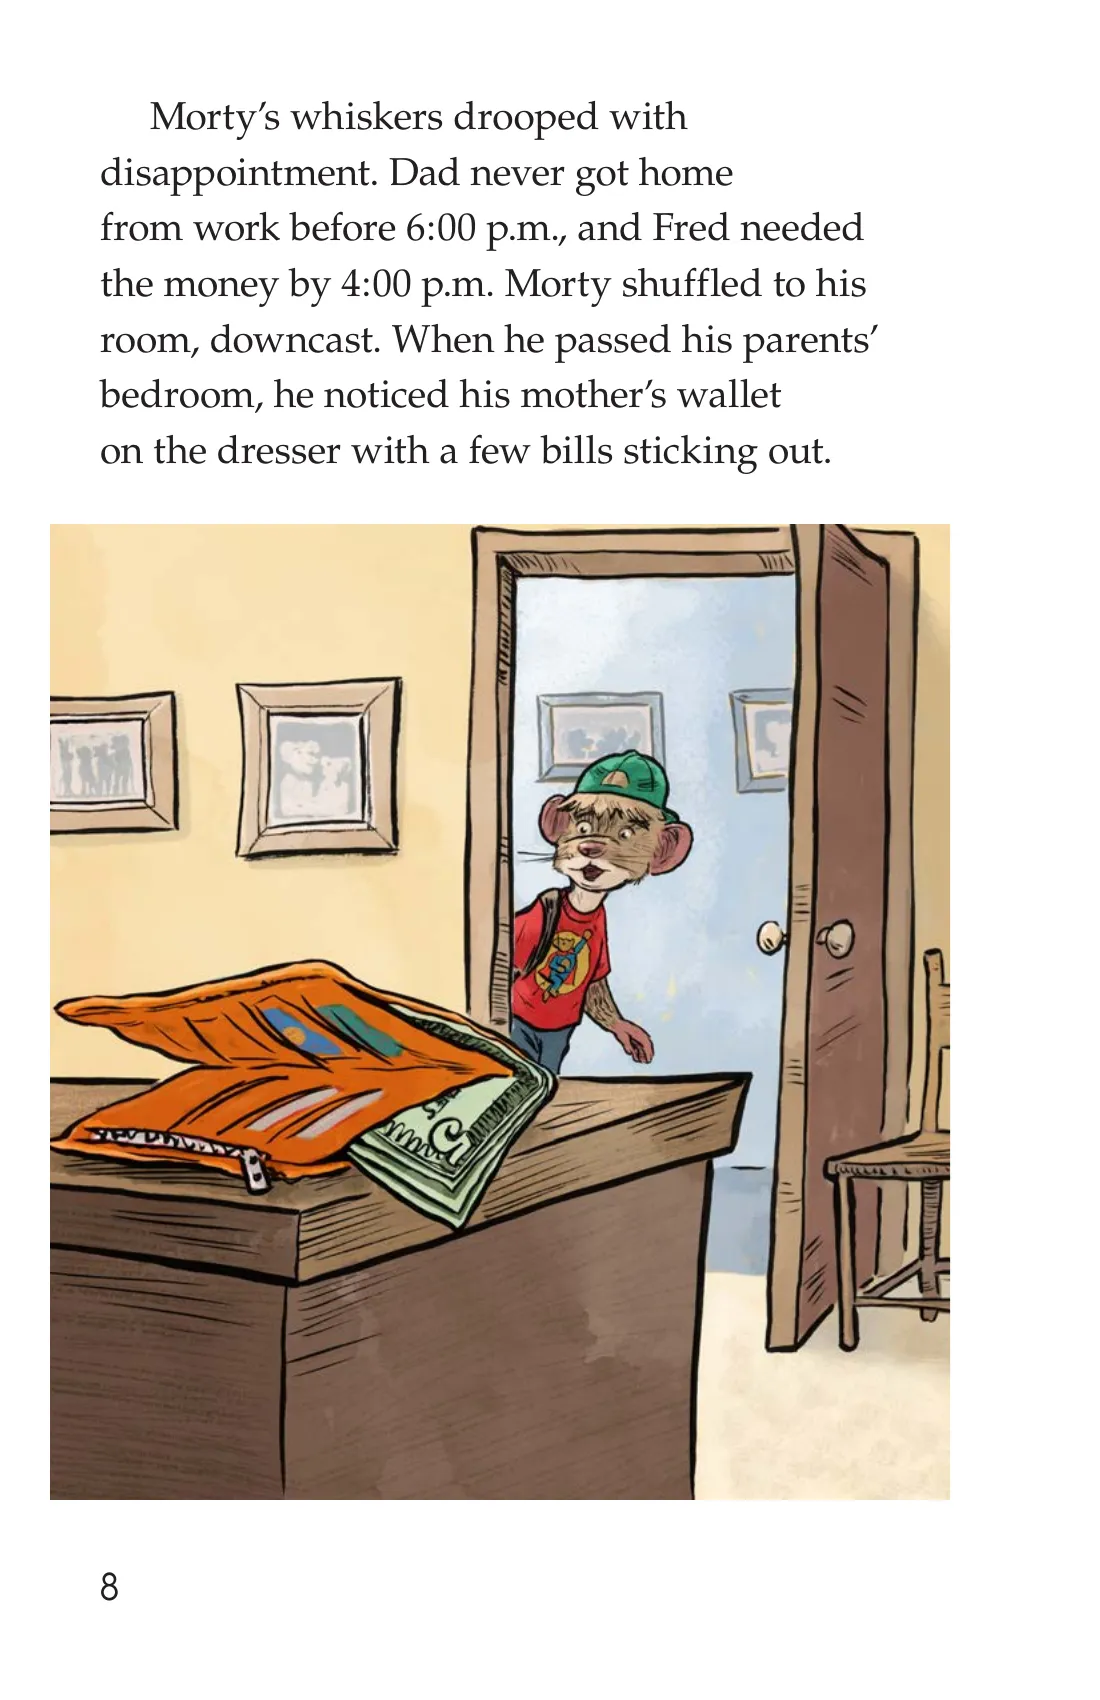 Morty’s whiskers drooped with
disappointment. Dad never got home
from work before 6:00 p.m., and Fred needed
the money by 4:00 p.m. Morty shuffled to his
room, downcast. When he passed his parents’
bedroom, he noticed his mother’s wallet
on the dresser with a few bills sticking out.
5
8